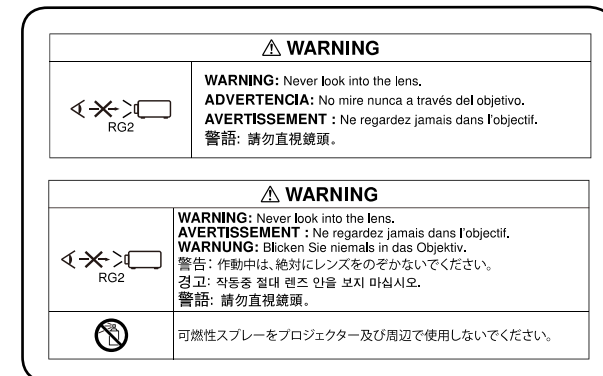 ⚠ WARNING
WARNING: Never look into the lens.
ADVERTENCIA: No mire nunca a través del objetivo.
AVERTISSEMENT : Ne regardez jamais dans l'objectif.
警語: 請勿直視鏡頭。
RG2
⚠ WARNING
WARNING: Never look into the lens.
AVERTISSEMENT : Ne regardez jamais dans l'objectif.
WARNUNG: Blicken Sie niemals in das Objektiv.
警告: 作動中は、絶対にレンズをのぞかないでください。
경고: 작동중 절대 렌즈 안을 보지 마십시오.
警語: 請勿直視鏡頭。
RG2
可燃性スプレーをプロジェクター及び周辺で使用しないでください。